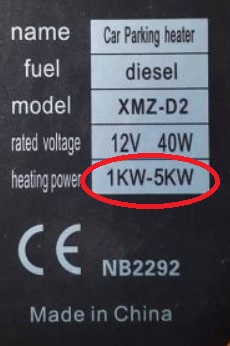 name Car Parking heater
fuel diesel
model XMZ-D2
rated voltage 12V 40W
heating power 1KW-5KW
CE NB2292
Made in China